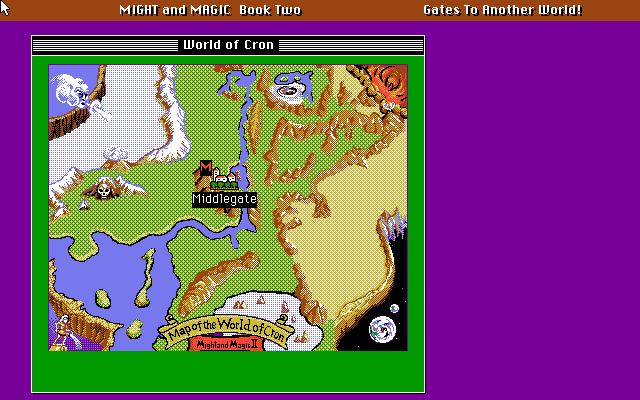 MIGHT and MAGIC Book Two
Gates To Another World!
World of Cron
Middlegate
Map of the World of Cron
Might and Magic II